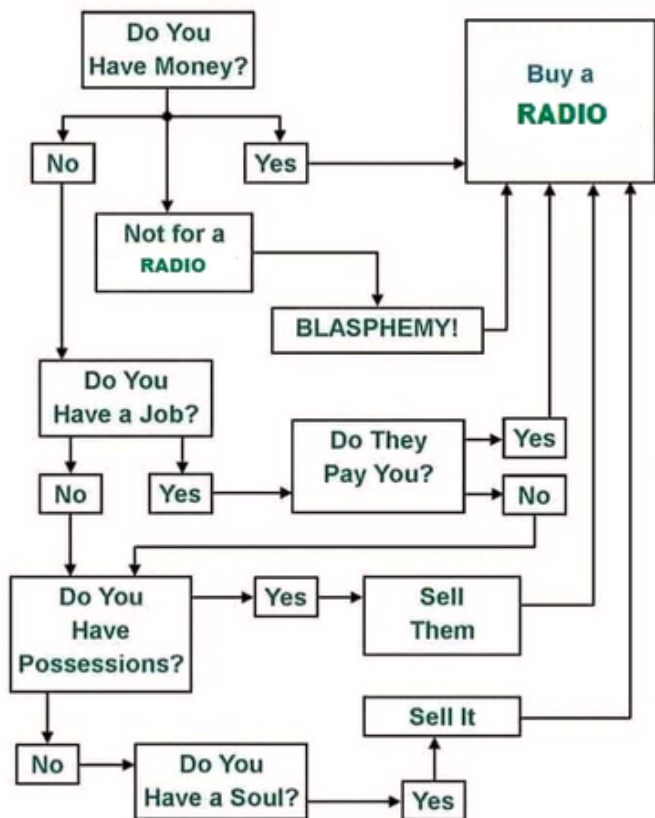 Do You
Have Money?
Buy a
RADIO
No
Yes
Not for a
RADIO
BLASPHEMY!
Do You
Have a Job?
Do They
Pay You?
Yes
No
Yes
No
Do You
Have
Possessions?
Yes
Sell
Them
Sell It
No
Do You
Have a Soul?
Yes